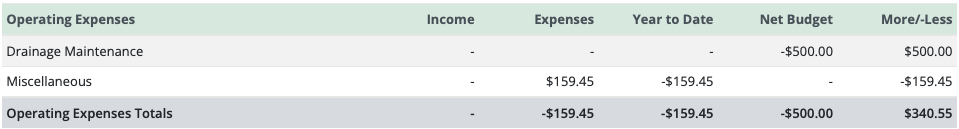 Operating Expenses Income Expenses Year to Date Net Budget More/-Less
Drainage Maintenance - - - -$500.00 $500.00
Miscellaneous - $159.45 -$159.45 - -$159.45
Operating Expenses Totals - -$159.45 -$159.45 -$500.00 $340.55